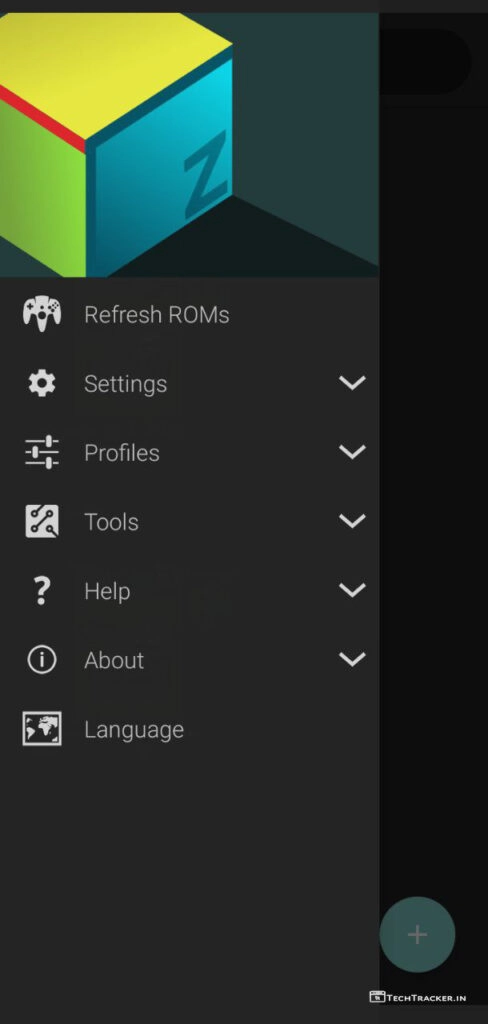 Z
Refresh ROMs
Settings
Profiles
Tools
Help
About
Language
TECHTRACKER.IN